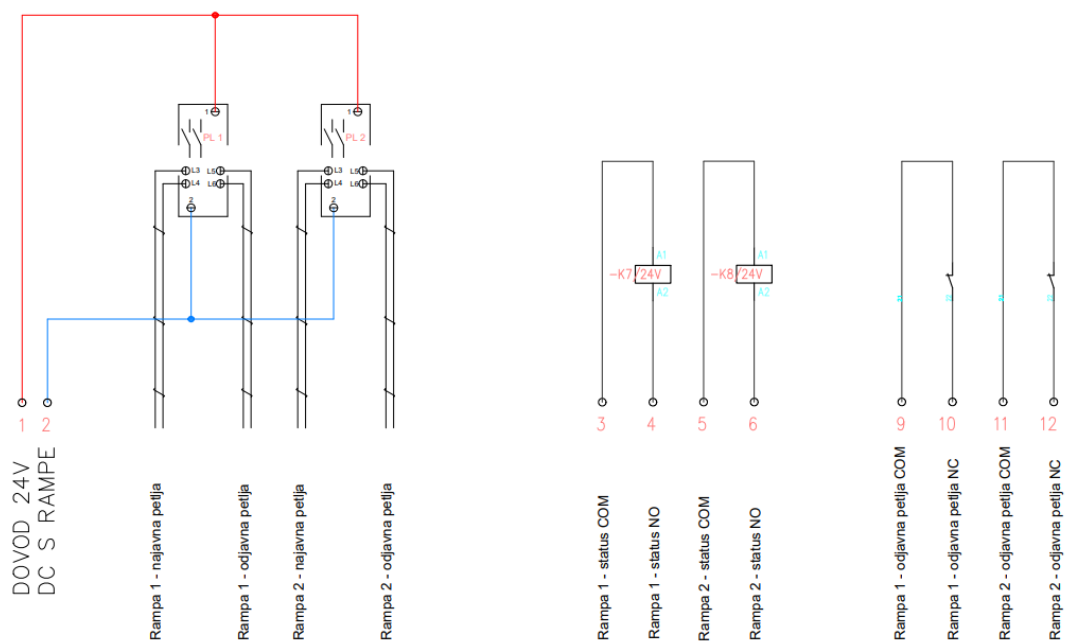 1
PL 1
L3
L5
L4
L6
2
1
PL 2
L3
L5
L4
L6
2
A1
-K7/24V
A2
A1
-K8/24V
A2
1
2
3
4
5
6
9
10
11
12
DOVOD 24V
DC S RAMPE
Rampa 1 - najavna petlja
Rampa 1 - odjavna petlja
Rampa 2 - najavna petlja
Rampa 2 - odjavna petlja
Rampa 1 - status COM
Rampa 1 - status NO
Rampa 2 - status COM
Rampa 2 - status NO
Rampa 1 - odjavna petlja COM
Rampa 1 - odjavna petlja NC
Rampa 2 - odjavna petlja COM
Rampa 2 - odjavna petlja NC